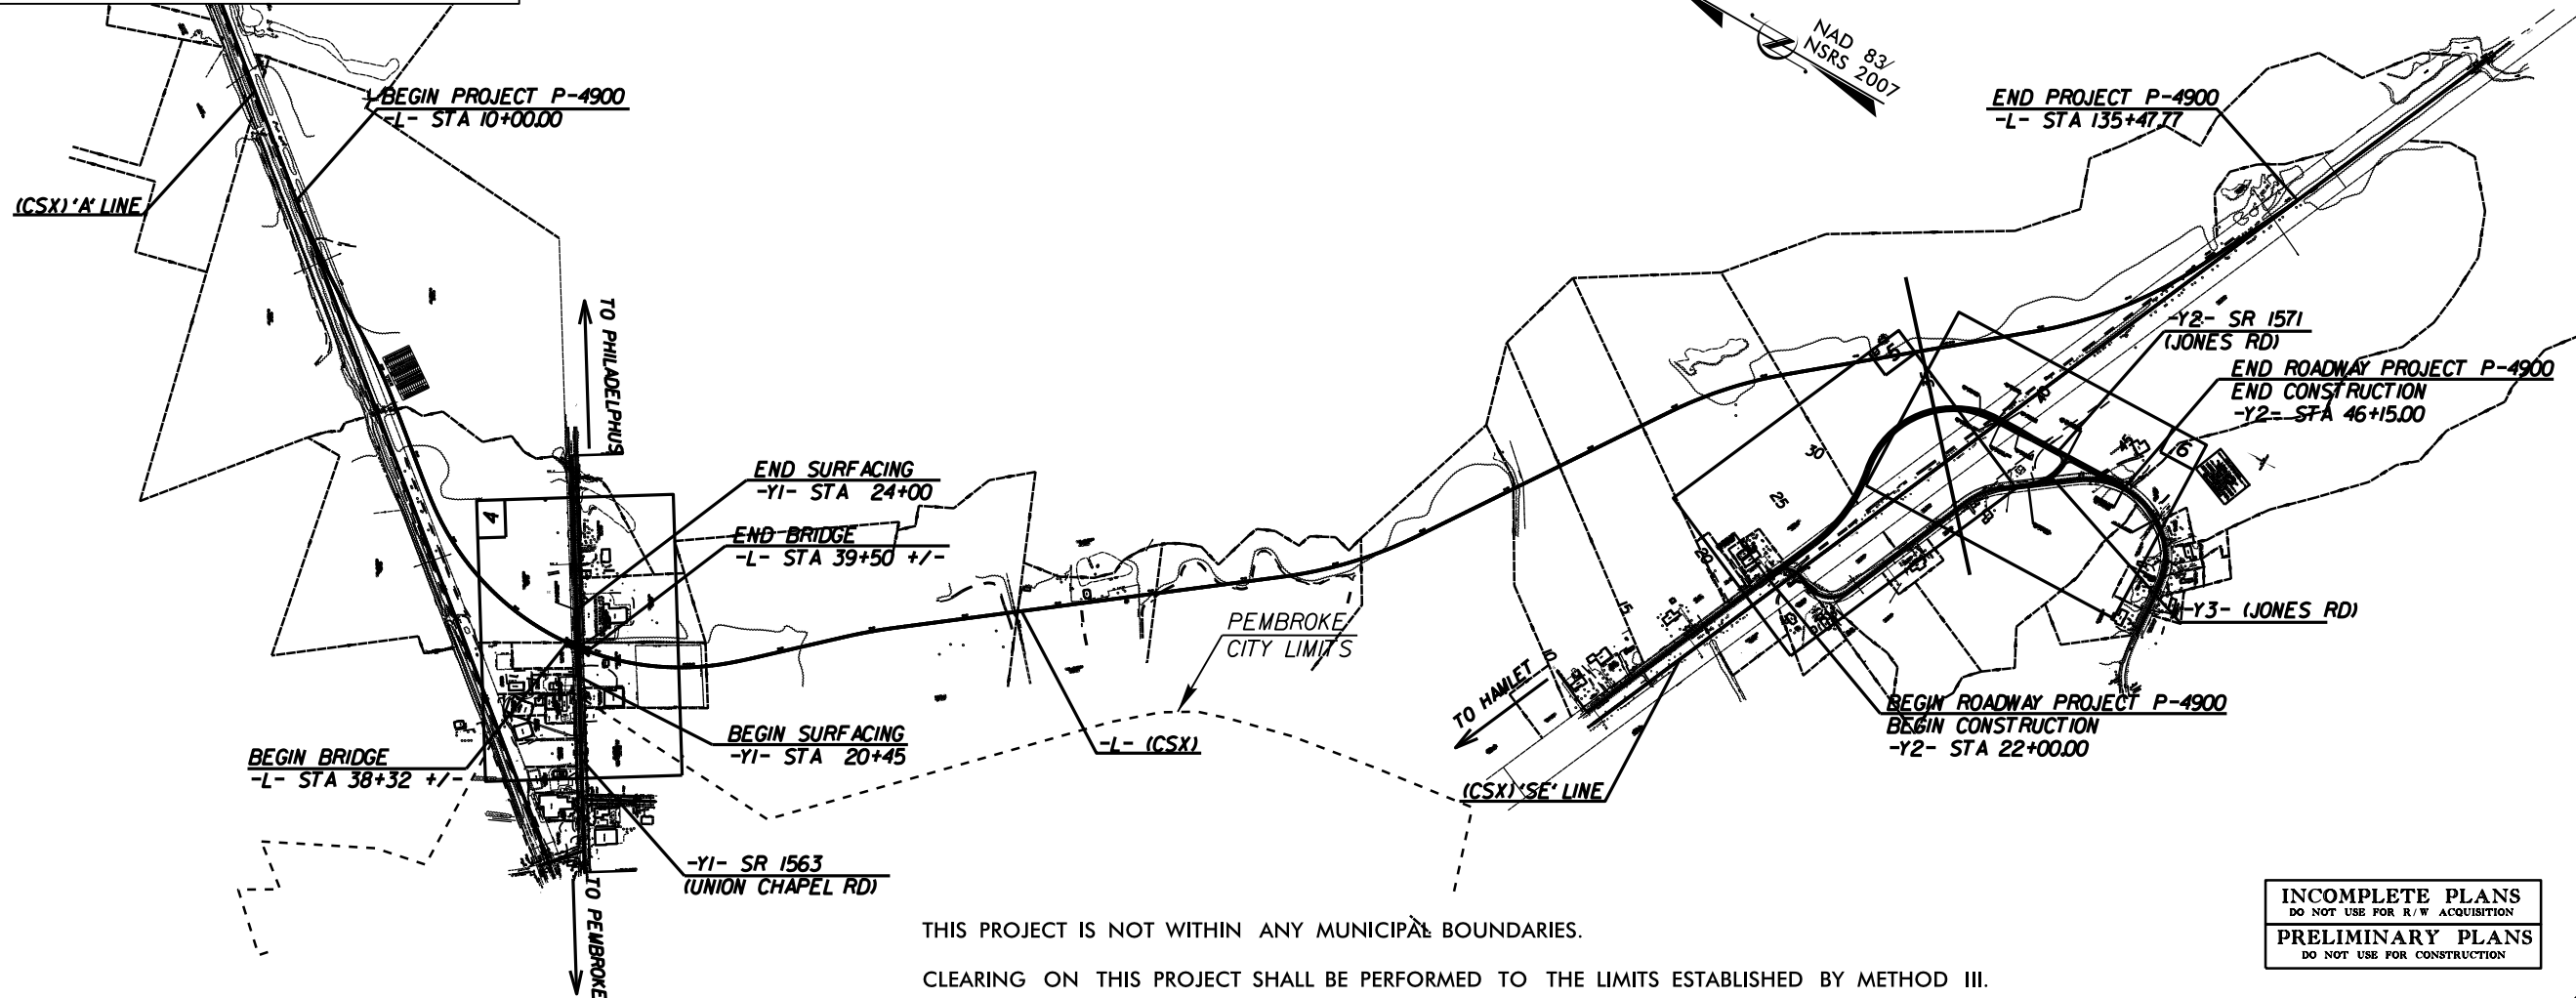 NAD 83/
NSRS 2007
BEGIN PROJECT P-4900
-L- STA 10+00.00
END PROJECT P-4900
-L- STA 135+47.77
(CSX) 'A' LINE
TO PHILADELPHUS
-Y2- SR 1571
(JONES RD)
END ROADWAY PROJECT P-4900
END CONSTRUCTION
-Y2- STA 46+15.00
5
6
4
END SURFACING
-Y1- STA 24+00
END BRIDGE
-L- STA 39+50 +/-
30
25
20
15
35
40
45
-Y3- (JONES RD)
PEMBROKE
CITY LIMITS
TO HAMLET
BEGIN ROADWAY PROJECT P-4900
BEGIN CONSTRUCTION
-Y2- STA 22+00.00
BEGIN SURFACING
-Y1- STA 20+45
-L- (CSX)
BEGIN BRIDGE
-L- STA 38+32 +/-
(CSX) 'SE' LINE
-Y1- SR 1563
(UNION CHAPEL RD)
TO PEMBROKE
THIS PROJECT IS NOT WITHIN ANY MUNICIPAL BOUNDARIES.
CLEARING ON THIS PROJECT SHALL BE PERFORMED TO THE LIMITS ESTABLISHED BY METHOD III.
INCOMPLETE PLANS
DO NOT USE FOR R/W ACQUISITION
PRELIMINARY PLANS
DO NOT USE FOR CONSTRUCTION